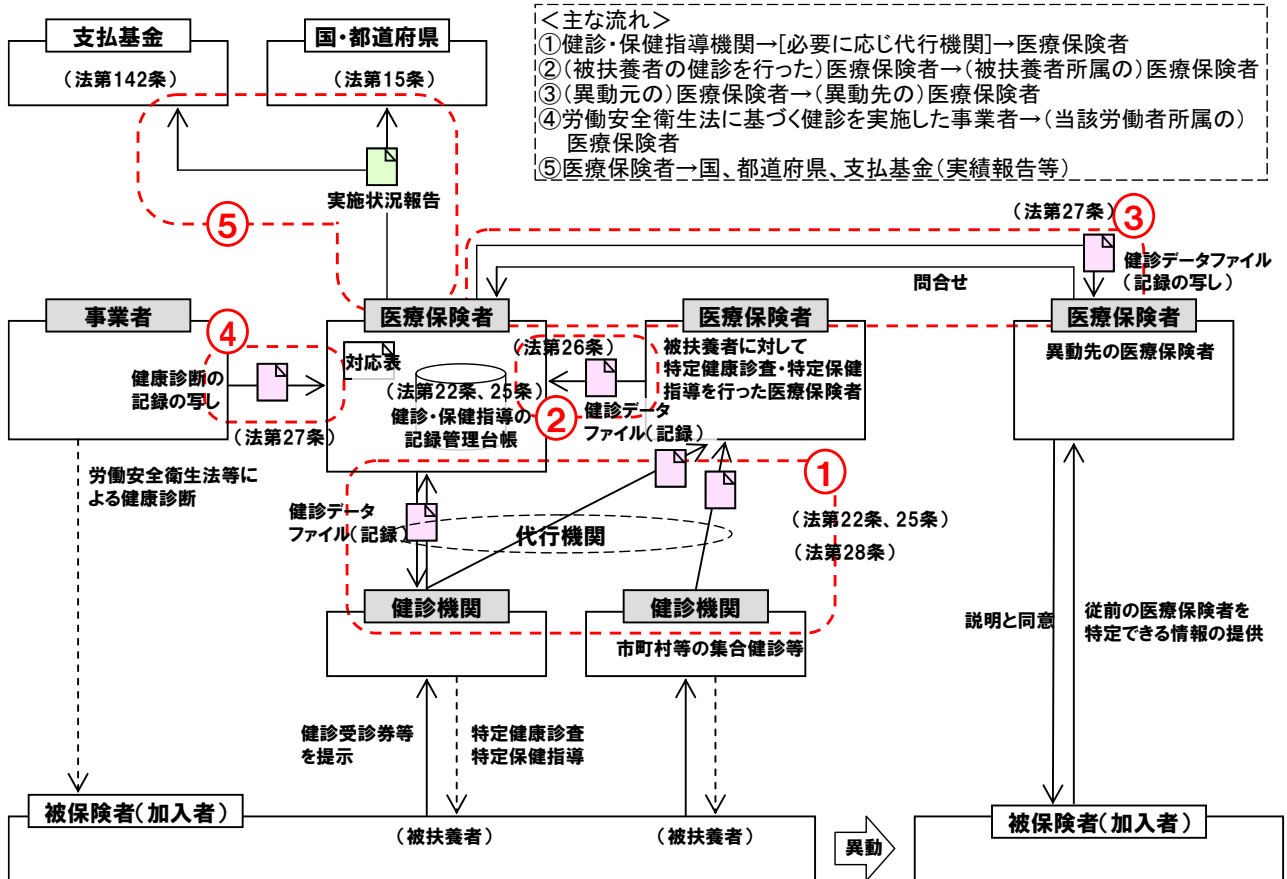 支払基金
(法第142条)
国・都道府県
(法第15条)
<主な流れ>
①健診・保健指導機関→[必要に応じ代行機関]→医療保険者
②(被扶養者の健診を行った)医療保険者→(被扶養者所属の)医療保険者
③(異動元の)医療保険者→(異動先の)医療保険者
④労働安全衛生法に基づく健診を実施した事業者→(当該労働者所属の)
医療保険者
⑤医療保険者→国、都道府県、支払基金(実績報告等)
実施状況報告
⑤
(法第27条)
③
健診データファイル
(記録の写し)
問合せ
事業者
④
健康診断の
記録の写し
(法第27条)
医療保険者
対応表
(法第22条、25条)
健診・保健指導の
記録管理台帳
(法第26条)
②
健診データ
ファイル(記録)
医療保険者
被扶養者に対して
特定健康診査・特定保健
指導を行った医療保険者
医療保険者
異動先の医療保険者
労働安全衛生法等に
よる健康診断
①
(法第22条、25条)
(法第28条)
健診データ
ファイル(記録)
代行機関
健診機関
健診機関
市町村等の集合健診等
説明と同意
従前の医療保険者を
特定できる情報の提供
健診受診券等
を提示
特定健康診査
特定保健指導
被保険者(加入者)
(被扶養者)
(被扶養者)
異動
被保険者(加入者)